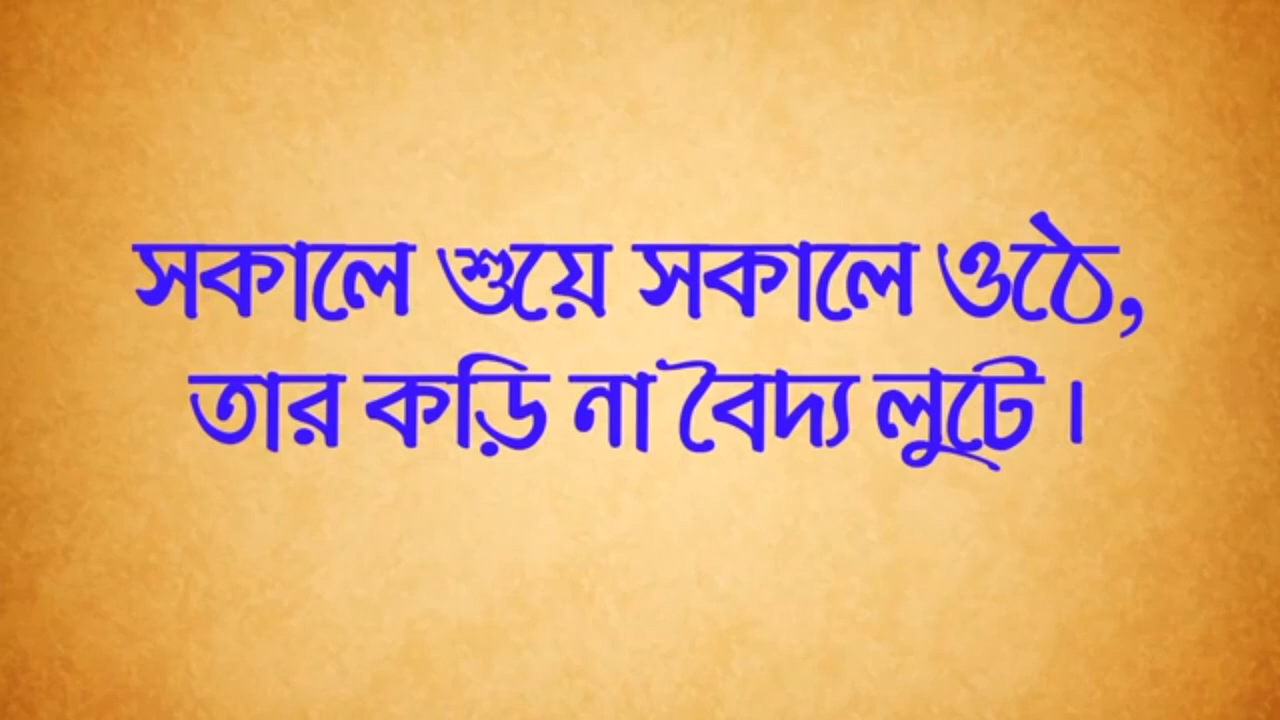 সকালে শুয়ে সকালে ওঠে,
তার কড়ি না বৈদ্য লুটে।